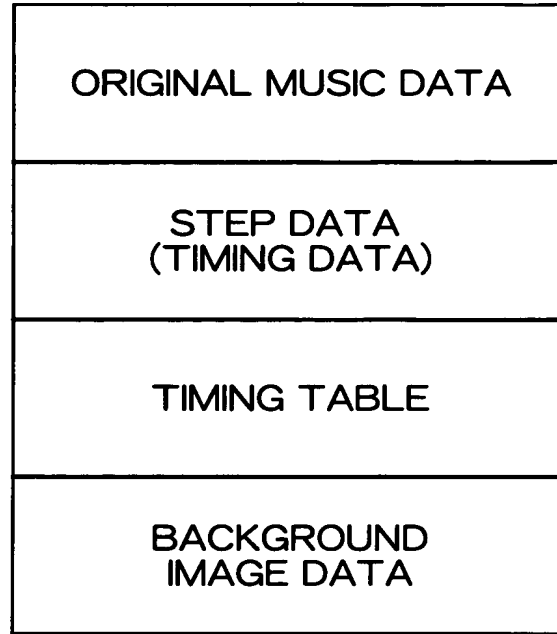 ORIGINAL MUSIC DATA
STEP DATA
(TIMING DATA)
TIMING TABLE
BACKGROUND
IMAGE DATA